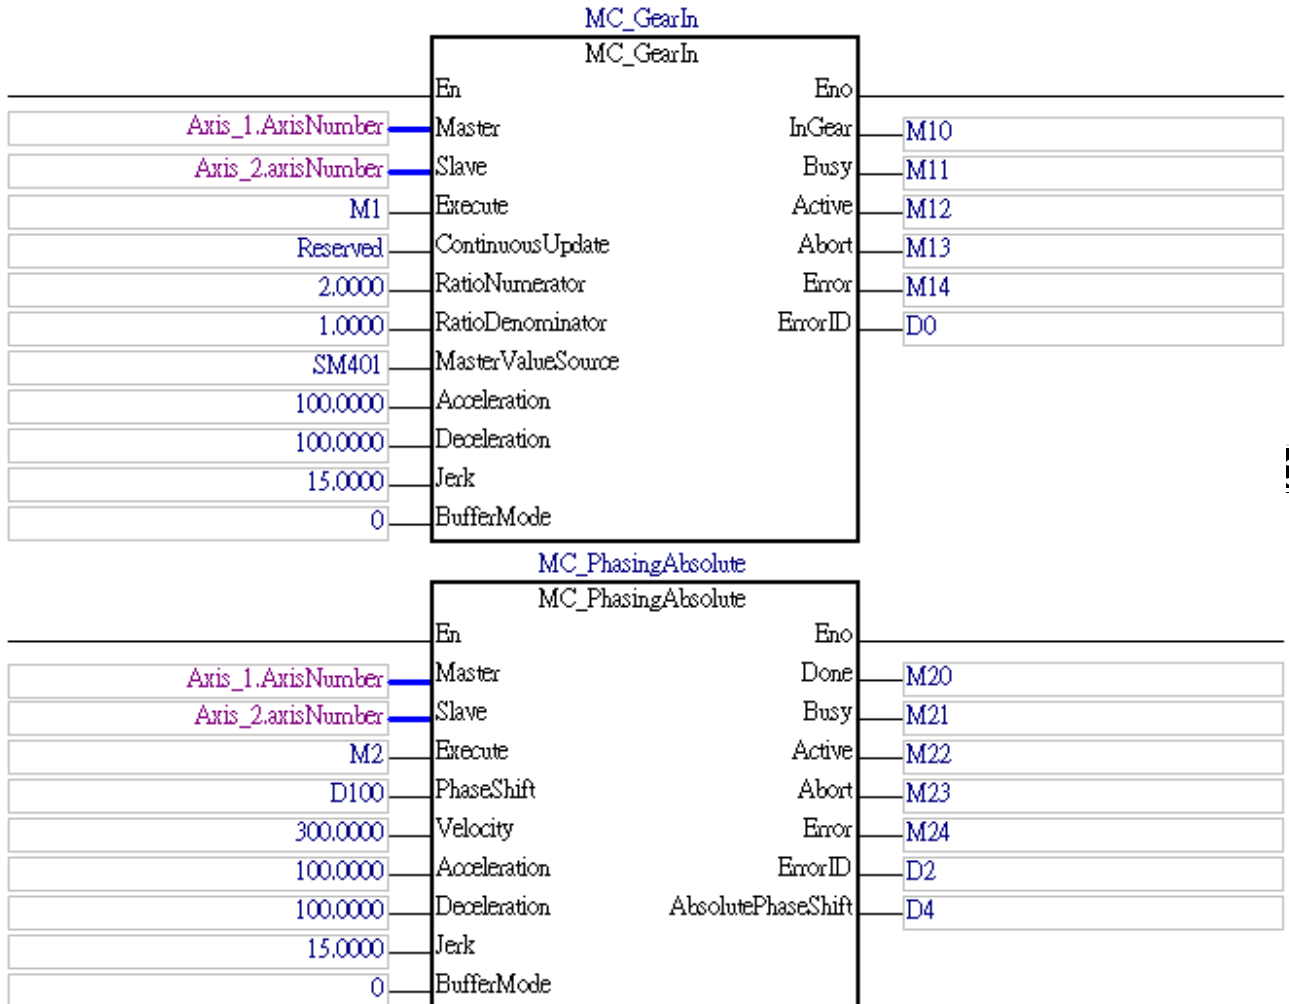 MC_GearIn
MC_GearIn
En Eno
Axis_1.AxisNumber Master InGear M10
Axis_2.axisNumber Slave Busy M11
M1 Execute Active M12
Reserved ContinuousUpdate Abort M13
2.0000 RatioNumerator Error M14
1.0000 RatioDenominator ErrorID D0
SM401 MasterValueSource
100.0000 Acceleration
100.0000 Deceleration
15.0000 Jerk
0 BufferMode
MC_PhasingAbsolute
MC_PhasingAbsolute
En Eno
Axis_1.AxisNumber Master Done M20
Axis_2.axisNumber Slave Busy M21
M2 Execute Active M22
D100 PhaseShift Abort M23
300.0000 Velocity Error M24
100.0000 Acceleration ErrorID D2
100.0000 Deceleration AbsolutePhaseShift D4
15.0000 Jerk
0 BufferMode